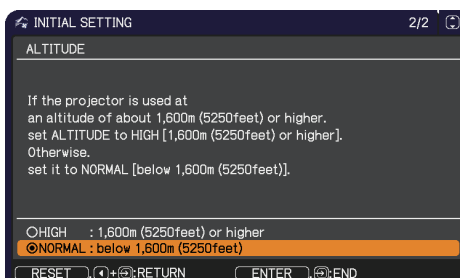 INITIAL SETTING 2/2
ALTITUDE
If the projector is used at
an altitude of about 1,600m (5250feet) or higher.
set ALTITUDE to HIGH [1,600m (5250feet) or higher].
Otherwise.
set it to NORMAL [below 1,600m (5250feet)].
HIGH : 1,600m (5250feet) or higher
NORMAL : below 1,600m (5250feet)
RESET , + :RETURN ENTER , :END